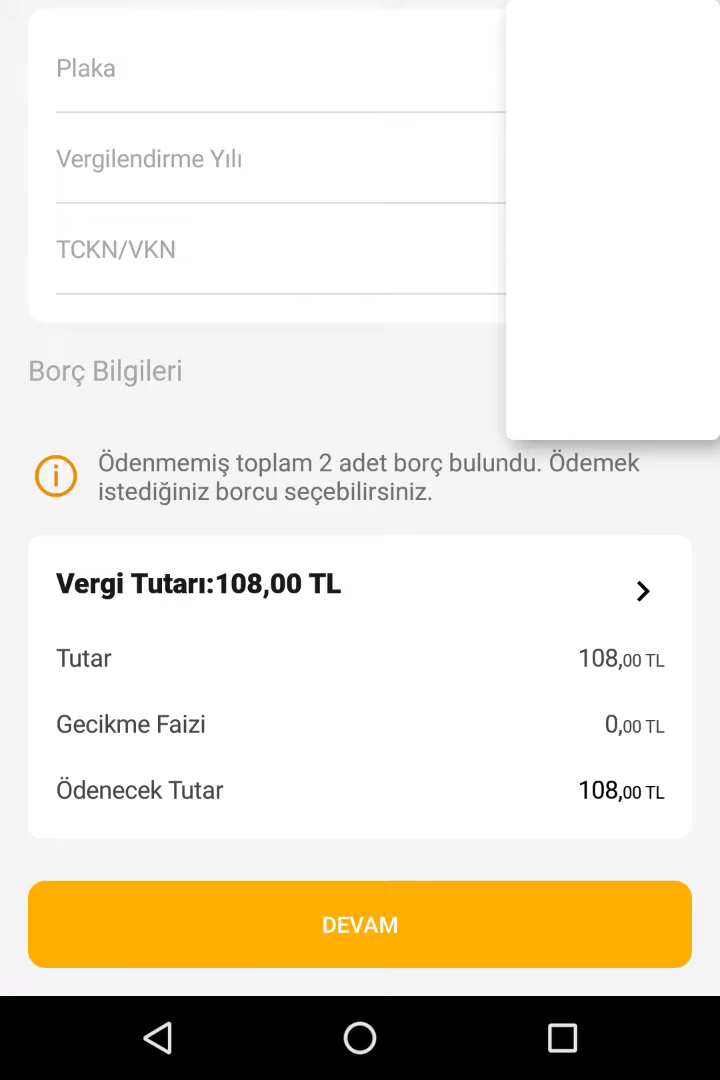 Plaka
Vergilendirme Yılı
TCKN/VKN
Borç Bilgileri
Ödenmemiş toplam 2 adet borç bulundu. Ödemek
istediğiniz borcu seçebilirsiniz.
Vergi Tutarı:108,00 TL
Tutar 108,00 TL
Gecikme Faizi 0,00 TL
Ödenecek Tutar 108,00 TL
DEVAM